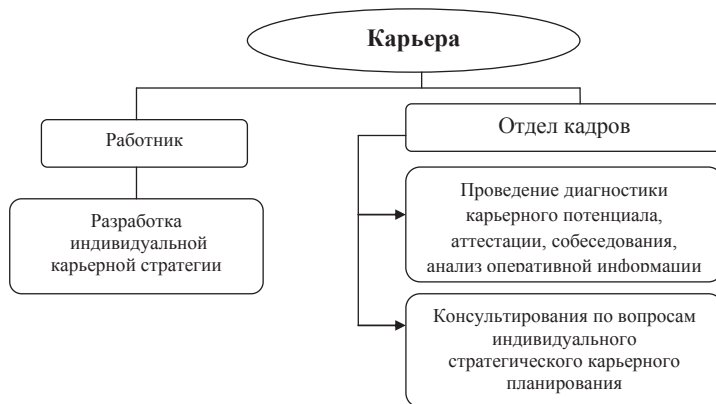 Карьера
Работник
Отдел кадров
Разработка
индивидуальной
карьерной стратегии
Проведение диагностики
карьерного потенциала,
аттестации, собеседования,
анализ оперативной информации
Консультирования по вопросам
индивидуального
стратегического карьерного
планирования